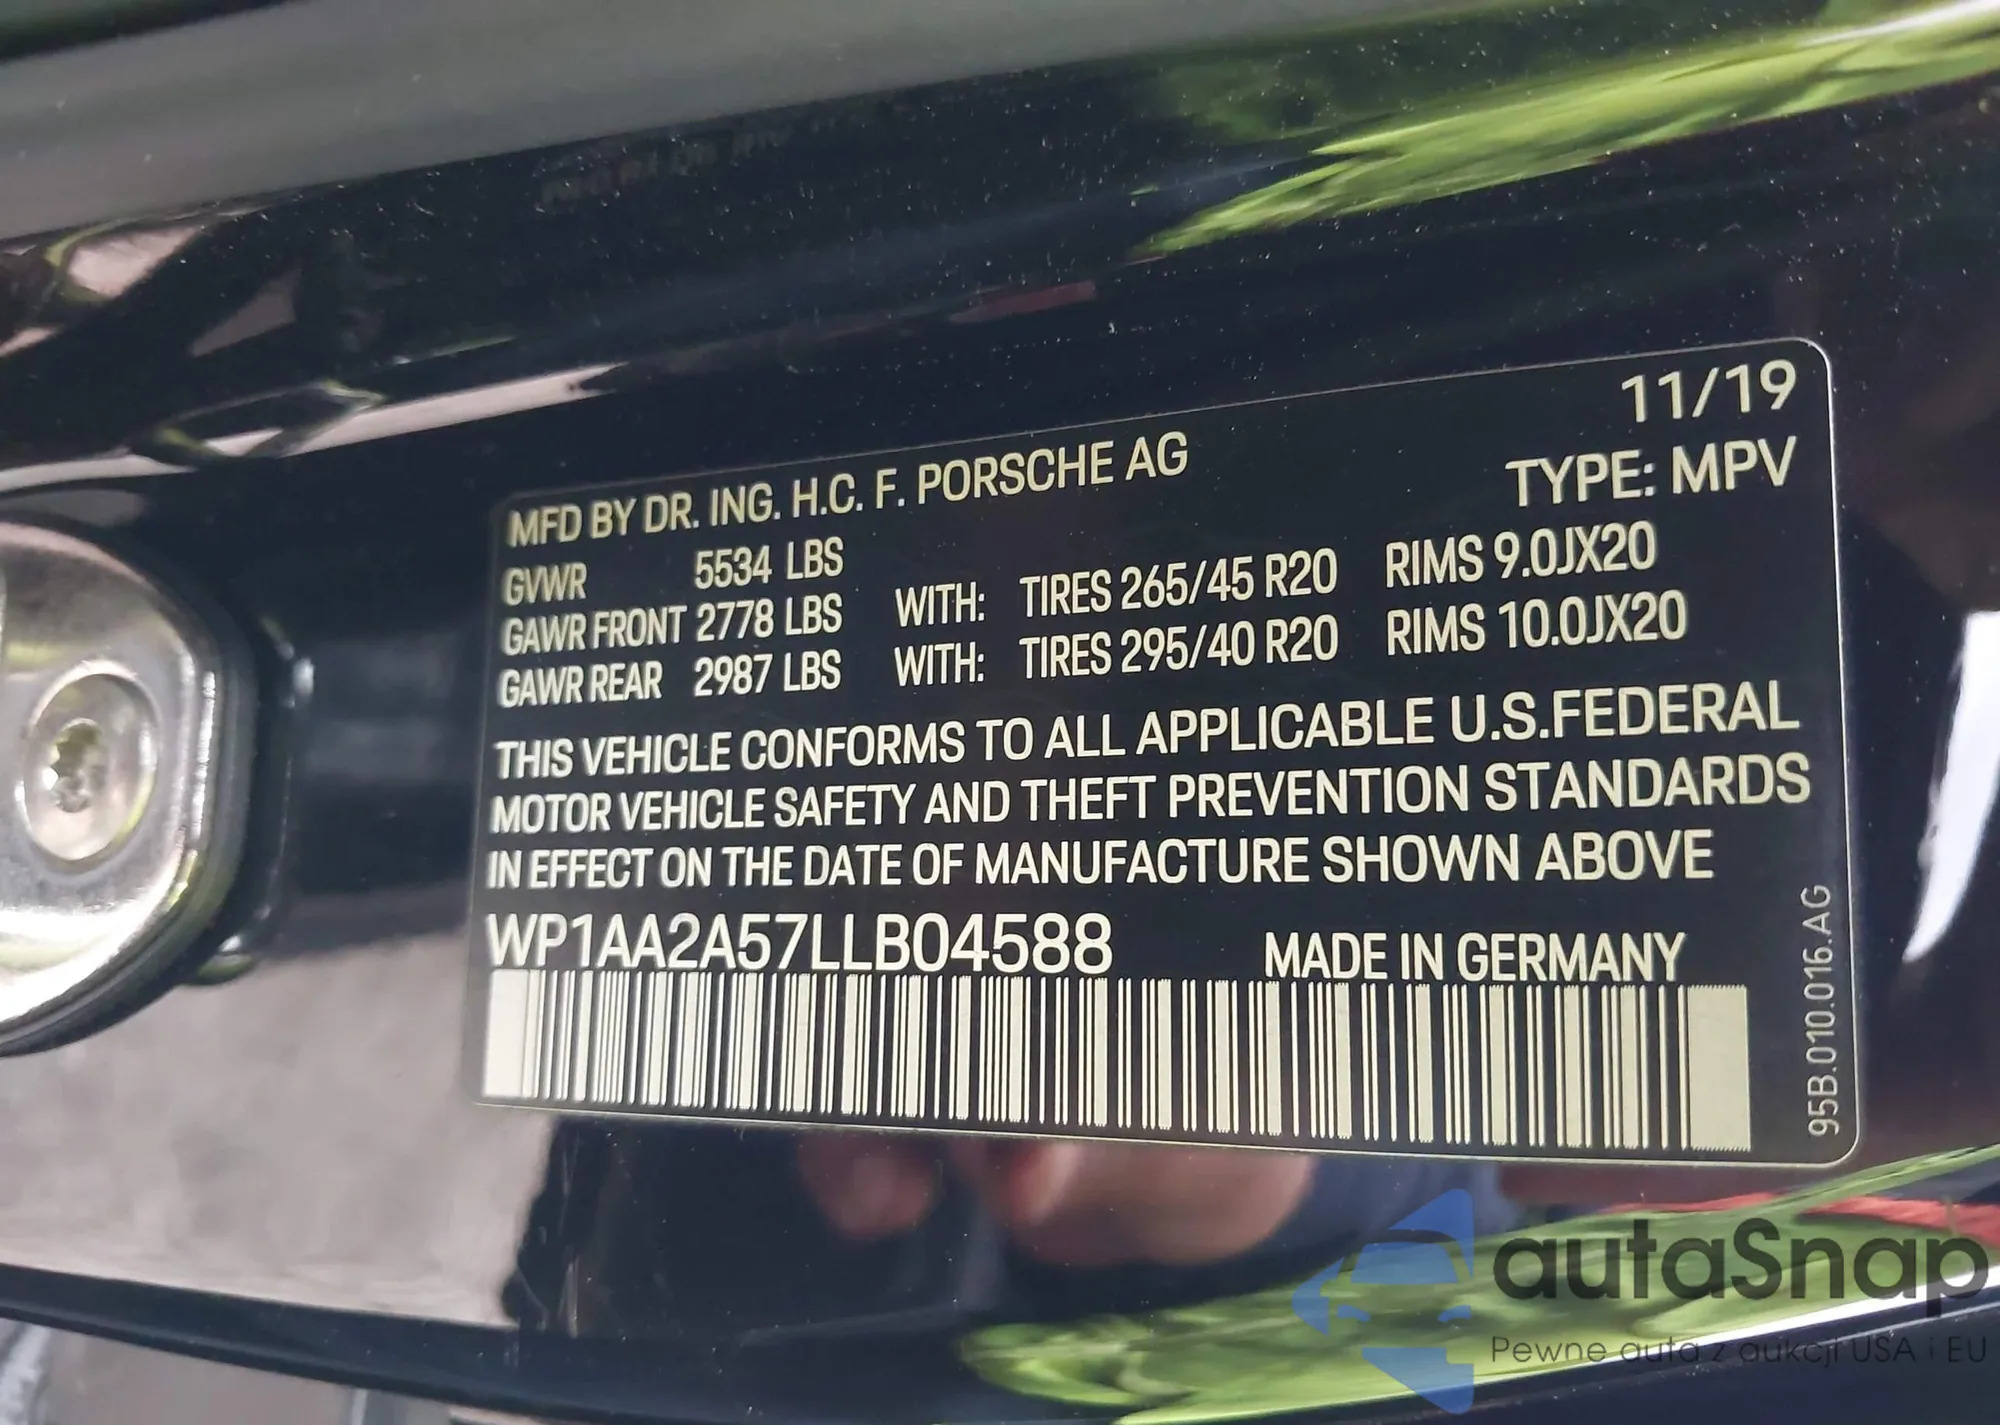 11/19
MFD BY DR. ING. H.C. F. PORSCHE AG TYPE: MPV
GVWR 5534 LBS
GAWR FRONT 2778 LBS WITH: TIRES 265/45 R20 RIMS 9.0JX20
GAWR REAR 2987 LBS WITH: TIRES 295/40 R20 RIMS 10.0JX20
THIS VEHICLE CONFORMS TO ALL APPLICABLE U.S.FEDERAL
MOTOR VEHICLE SAFETY AND THEFT PREVENTION STANDARDS
IN EFFECT ON THE DATE OF MANUFACTURE SHOWN ABOVE
WP1AA2A57LLB04588 MADE IN GERMANY
95B.010.016.AG
autaSnap
Pewne auta z aukcji USA i EU